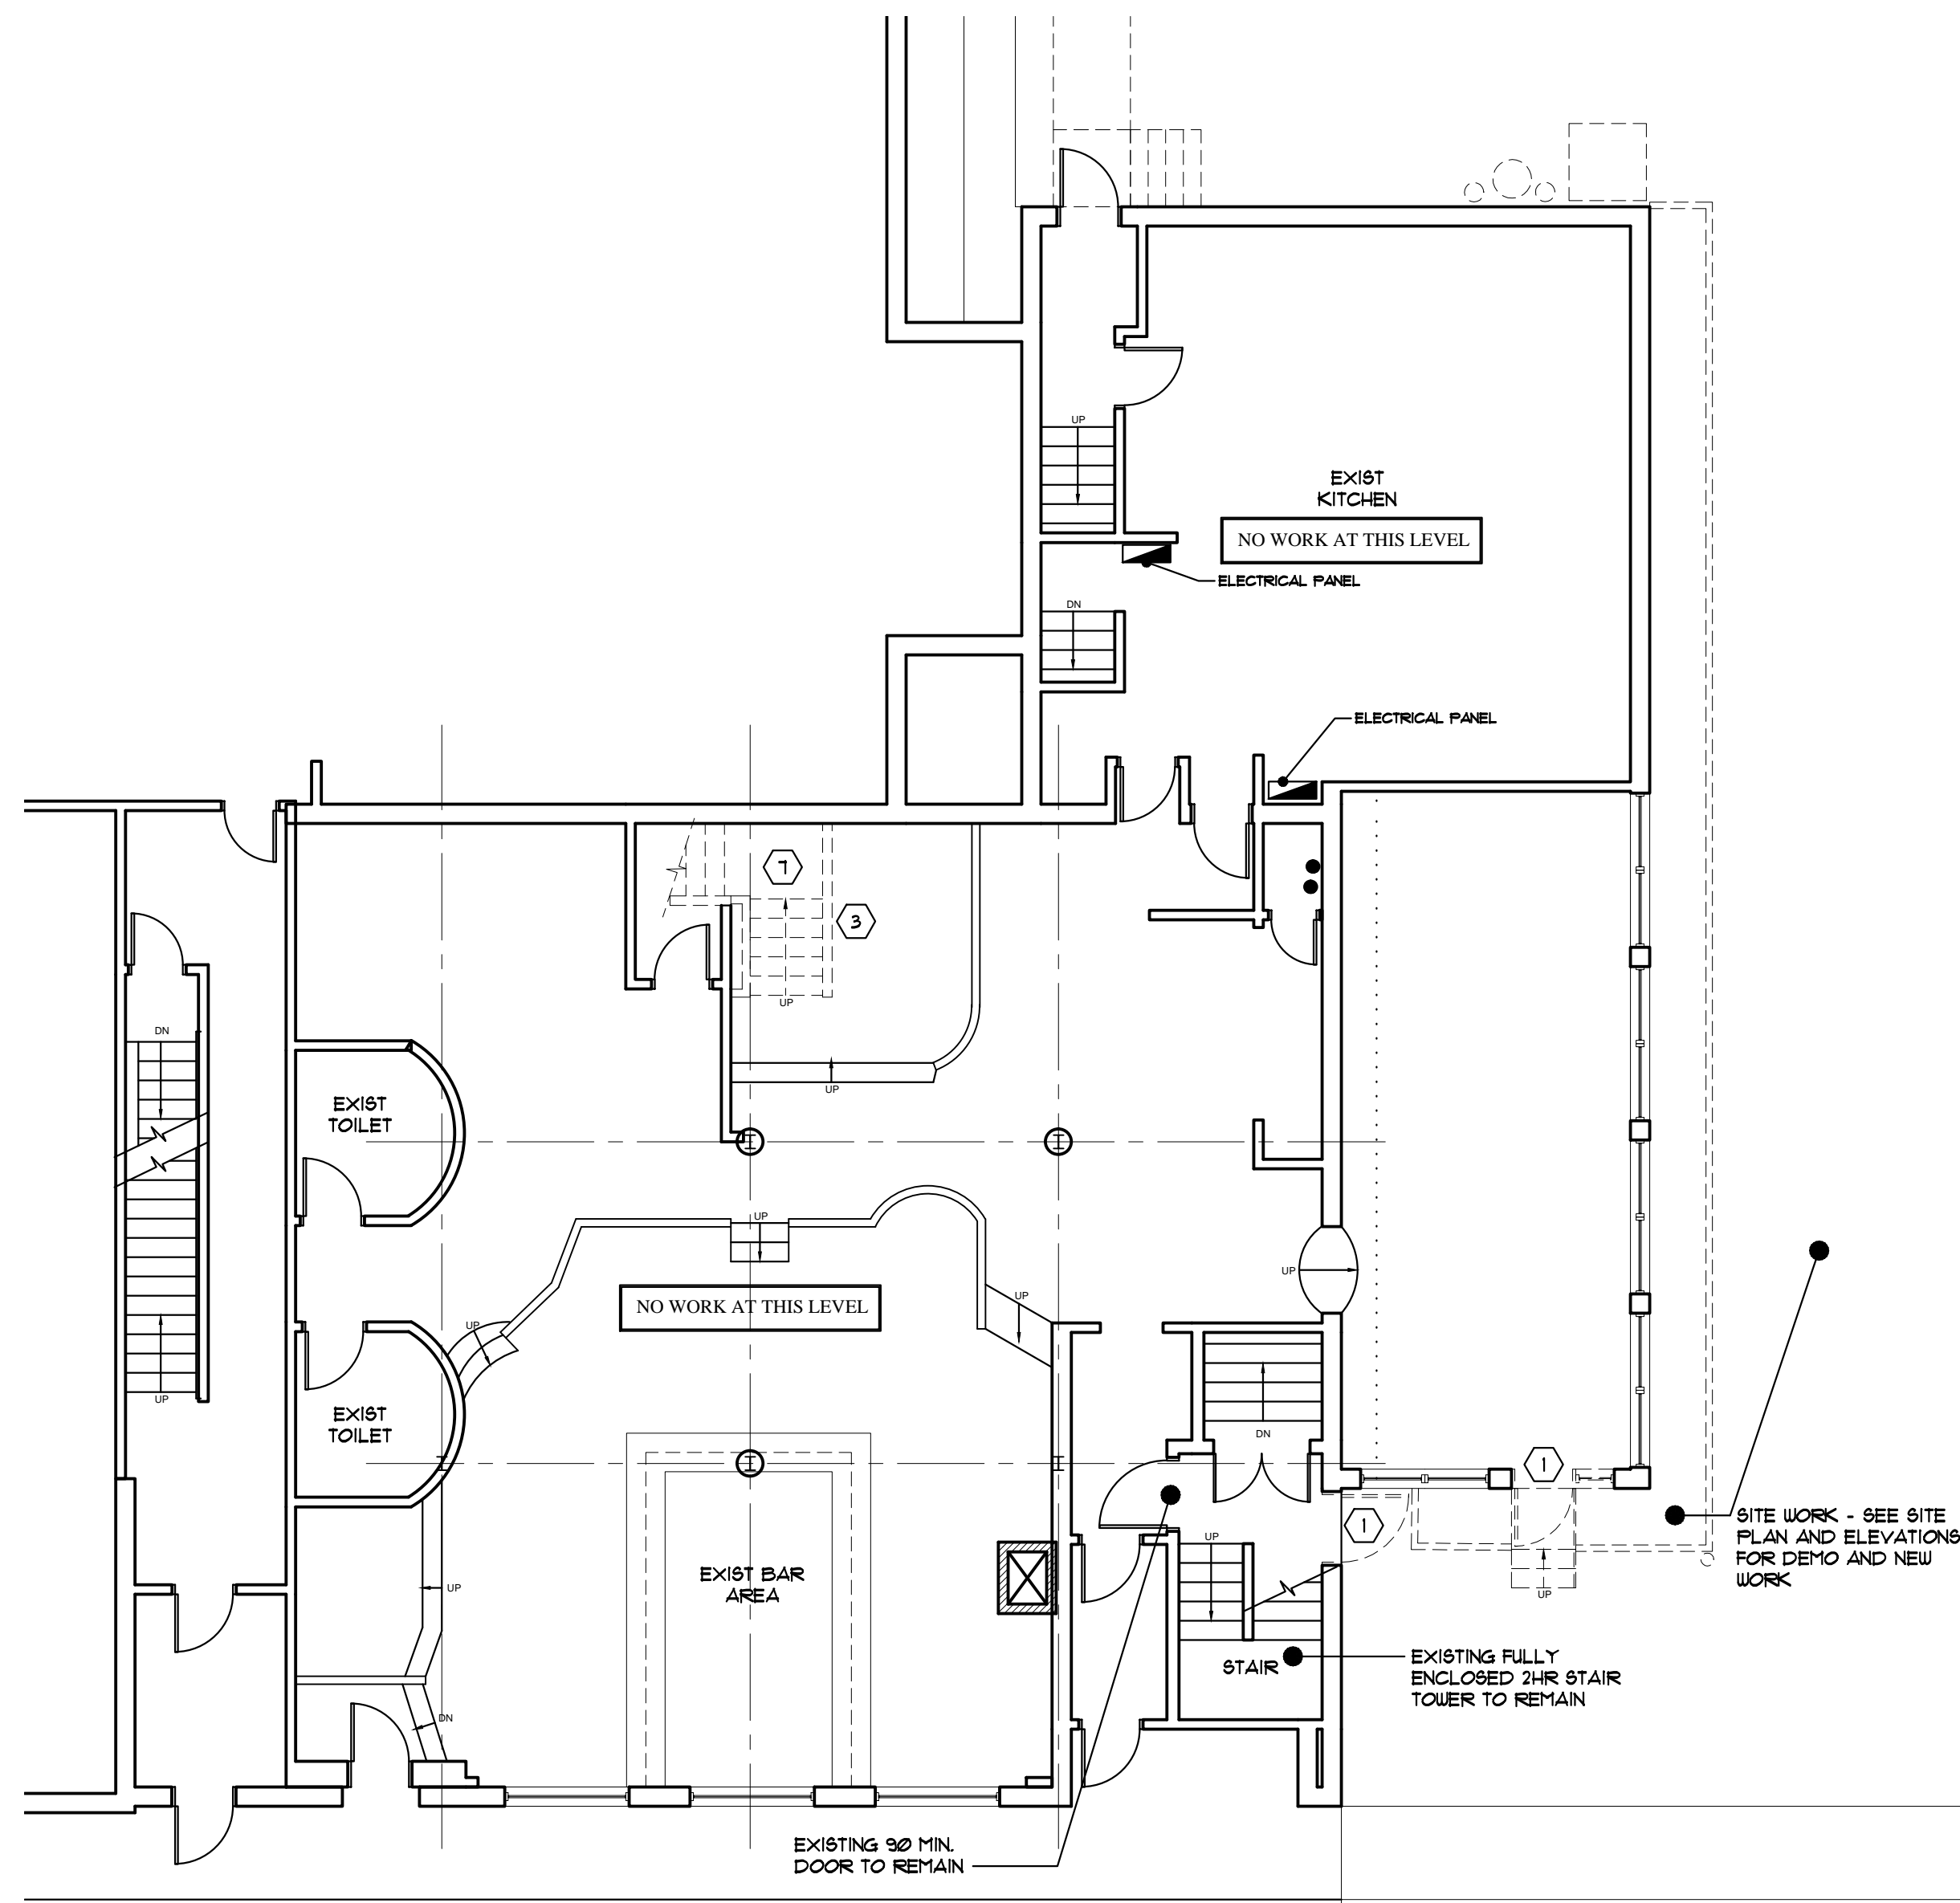 UP
EXIST
KITCHEN
NO WORK AT THIS LEVEL
ELECTRICAL PANEL
DN
ELECTRICAL PANEL
7
3
UP
DN
UP
EXIST
TOILET
UP
UP
UP
NO WORK AT THIS LEVEL
UP
UP
UP
EXIST
TOILET
DN
1
1
SITE WORK - SEE SITE
PLAN AND ELEVATIONS
FOR DEMO AND NEW
WORK
UP
EXIST BAR
AREA
UP
UP
STAIR
EXISTING FULLY
ENCLOSED 2HR STAIR
TOWER TO REMAIN
DN
EXISTING 90 MIN.
DOOR TO REMAIN